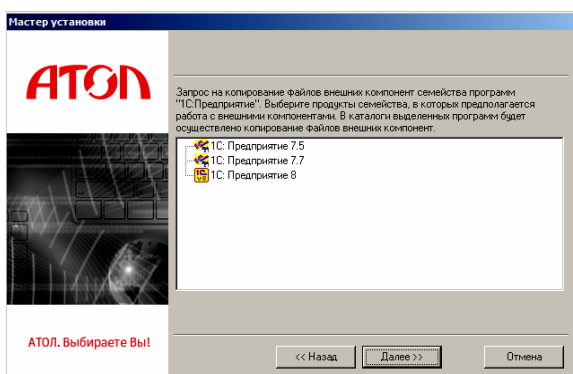 Мастер установки
АТОЛ
Запрос на копирование файлов внешних компонент семейства программ
"1С:Предприятие". Выберите продукты семейства, в которых предполагается
работа с внешними компонентами. В каталоги выделенных программ будет
осуществлено копирование файлов внешних компонент.
1С: Предприятие 7.5
1С: Предприятие 7.7
1С: Предприятие 8
АТОЛ. Выбираете Вы!
<< Назад
Далее >>
Отмена